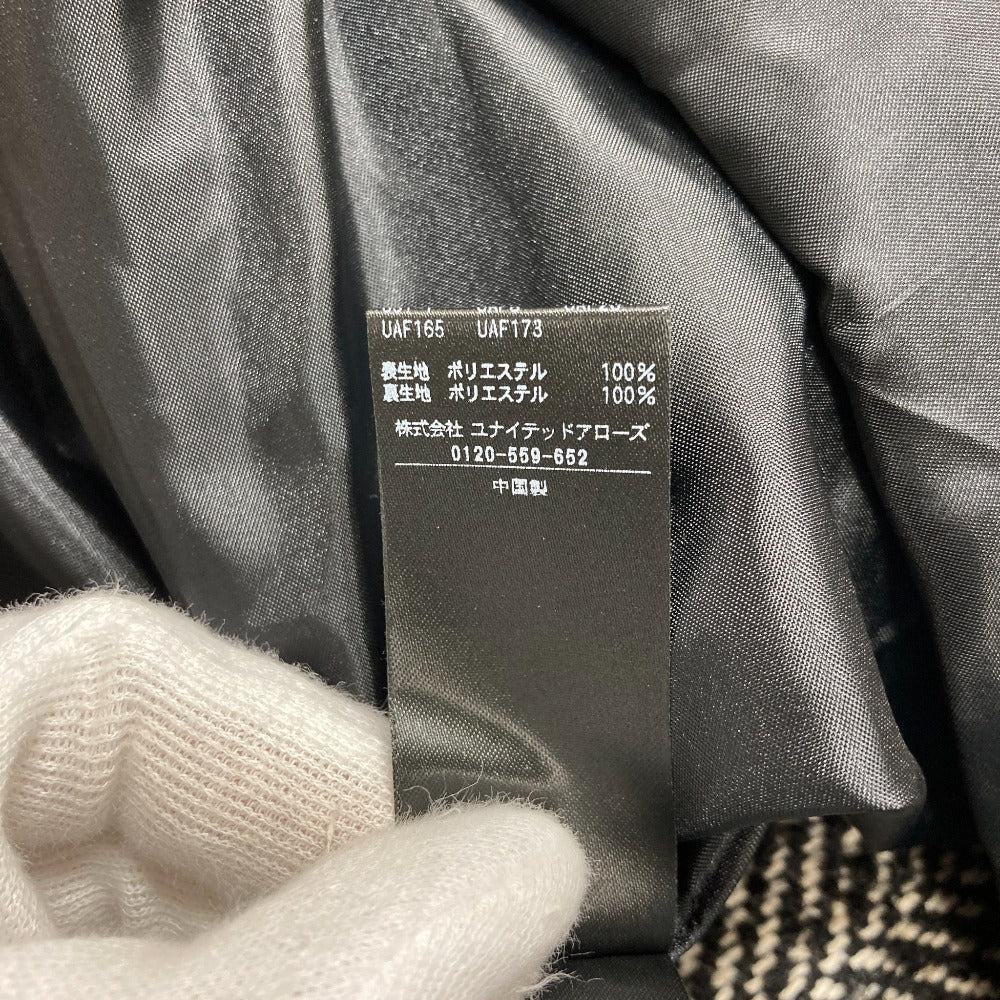 UAF165 UAF173
表生地 ポリエステル 100%
裏生地 ポリエステル 100%
株式会社 ユナイテッドアローズ
0120-559-652
中国製